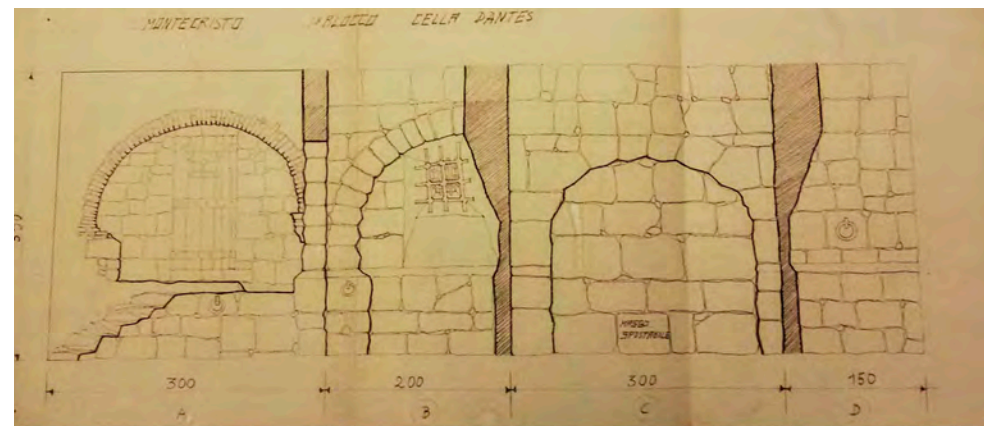 MONTECRISTO CELLA DANTES
MASSO
SPOSTABILE
300 200 300 150
A B C D